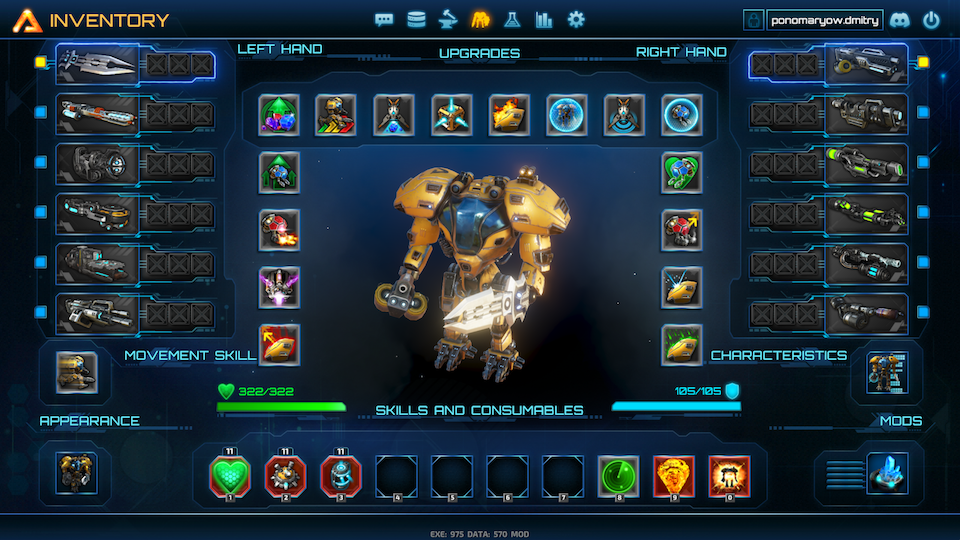 INVENTORY
ponomaryow.dmitry
LEFT HAND
UPGRADES
RIGHT HAND
MOVEMENT SKILL
CHARACTERISTICS
322/322
105/105
SKILLS AND CONSUMABLES
APPEARANCE
MODS
11 11 11
1 2 3 4 5 6 7 8 9 0
EXE: 975 DATA: 570 MOD